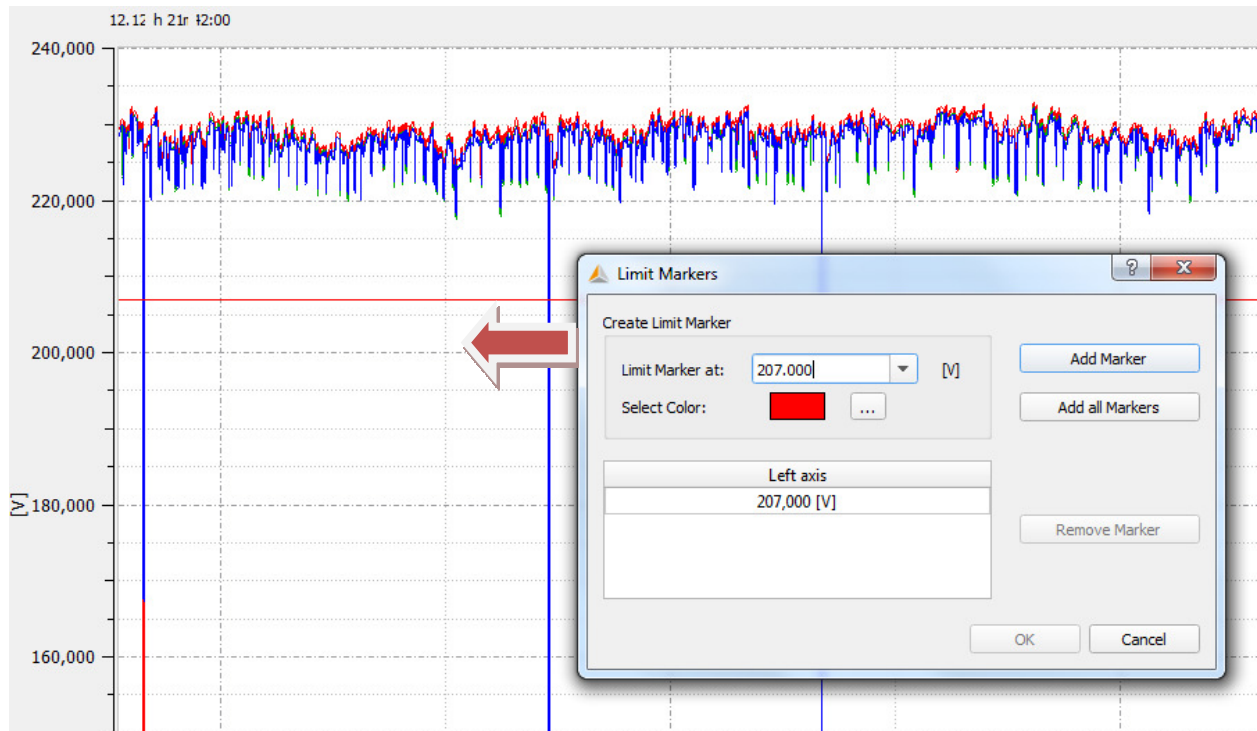 12.12 h 21r 42:00
240,000
220,000
200,000
180,000
160,000
[V]
Limit Markers
?
X
Create Limit Marker
Limit Marker at:
207.000
[V]
Add Marker
Select Color:
...
Add all Markers
Left axis
207,000 [V]
Remove Marker
OK
Cancel